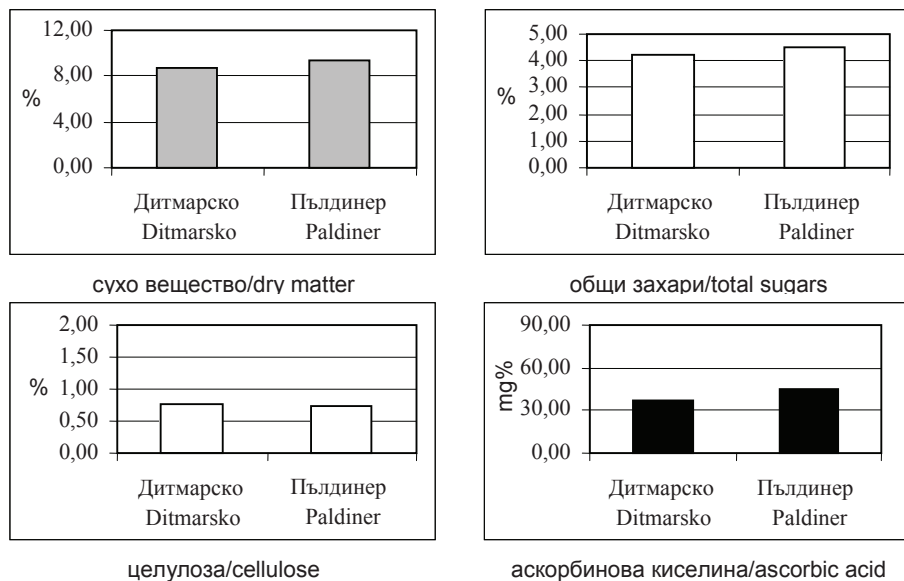 12,00
8,00
4,00
0,00
%
Дитмарско
Ditmarsko
Пълдинер
Paldiner
сухо вещество/dry matter
5,00
4,00
3,00
2,00
1,00
0,00
%
Дитмарско
Ditmarsko
Пълдинер
Paldiner
общи захари/total sugars
2,00
1,50
1,00
0,50
0,00
%
Дитмарско
Ditmarsko
Пълдинер
Paldiner
целулоза/cellulose
90,00
60,00
30,00
0,00
mg%
Дитмарско
Ditmarsko
Пълдинер
Paldiner
аскорбинова киселина/ascorbic acid